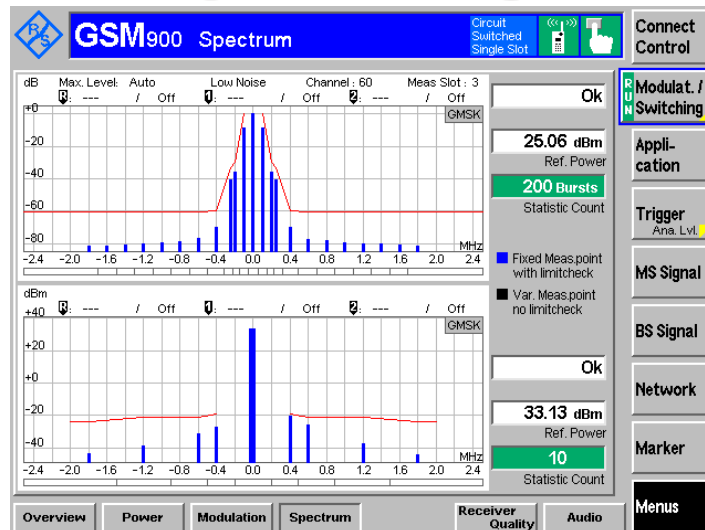 R&S GSM900 Spectrum
Circuit
Switched
Single Slot
Connect
Control
dB Max. Level: Auto Low Noise Channel : 60 Meas Slot : 3
R: --- / Off 1: --- / Off 2: --- / Off
GMSK
+0
-20
-40
-60
-80
MHz
-2.4 -2.0 -1.6 -1.2 -0.8 -0.4 0.0 0.4 0.8 1.2 1.6 2.0 2.4
Ok
25.06 dBm
Ref. Power
200 Bursts
Statistic Count
Fixed Meas.point
with limitcheck
Var. Meas.point
no limitcheck
dBm
R: --- / Off 1: --- / Off 2: --- / Off
GMSK
+40
+20
+0
-20
-40
MHz
-2.4 -2.0 -1.6 -1.2 -0.8 -0.4 0.0 0.4 0.8 1.2 1.6 2.0 2.4
Ok
33.13 dBm
Ref. Power
10
Statistic Count
RUN
Modulat. /
Switching
Appli-
cation
Trigger
Ana. Lvl.
MS Signal
BS Signal
Network
Marker
Menus
Overview Power Modulation Spectrum Receiver Quality Audio